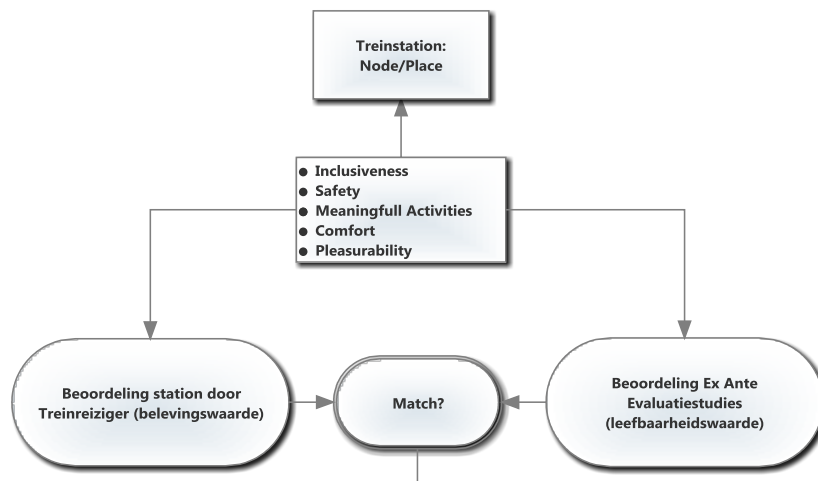 Treinstation:
Node/Place
● Inclusiveness
● Safety
● Meaningfull Activities
● Comfort
● Pleasurability
Beoordeling station door
Treinreiziger (belevingswaarde)
Match?
Beoordeling Ex Ante
Evaluatiestudies
(leefbaarheidswaarde)